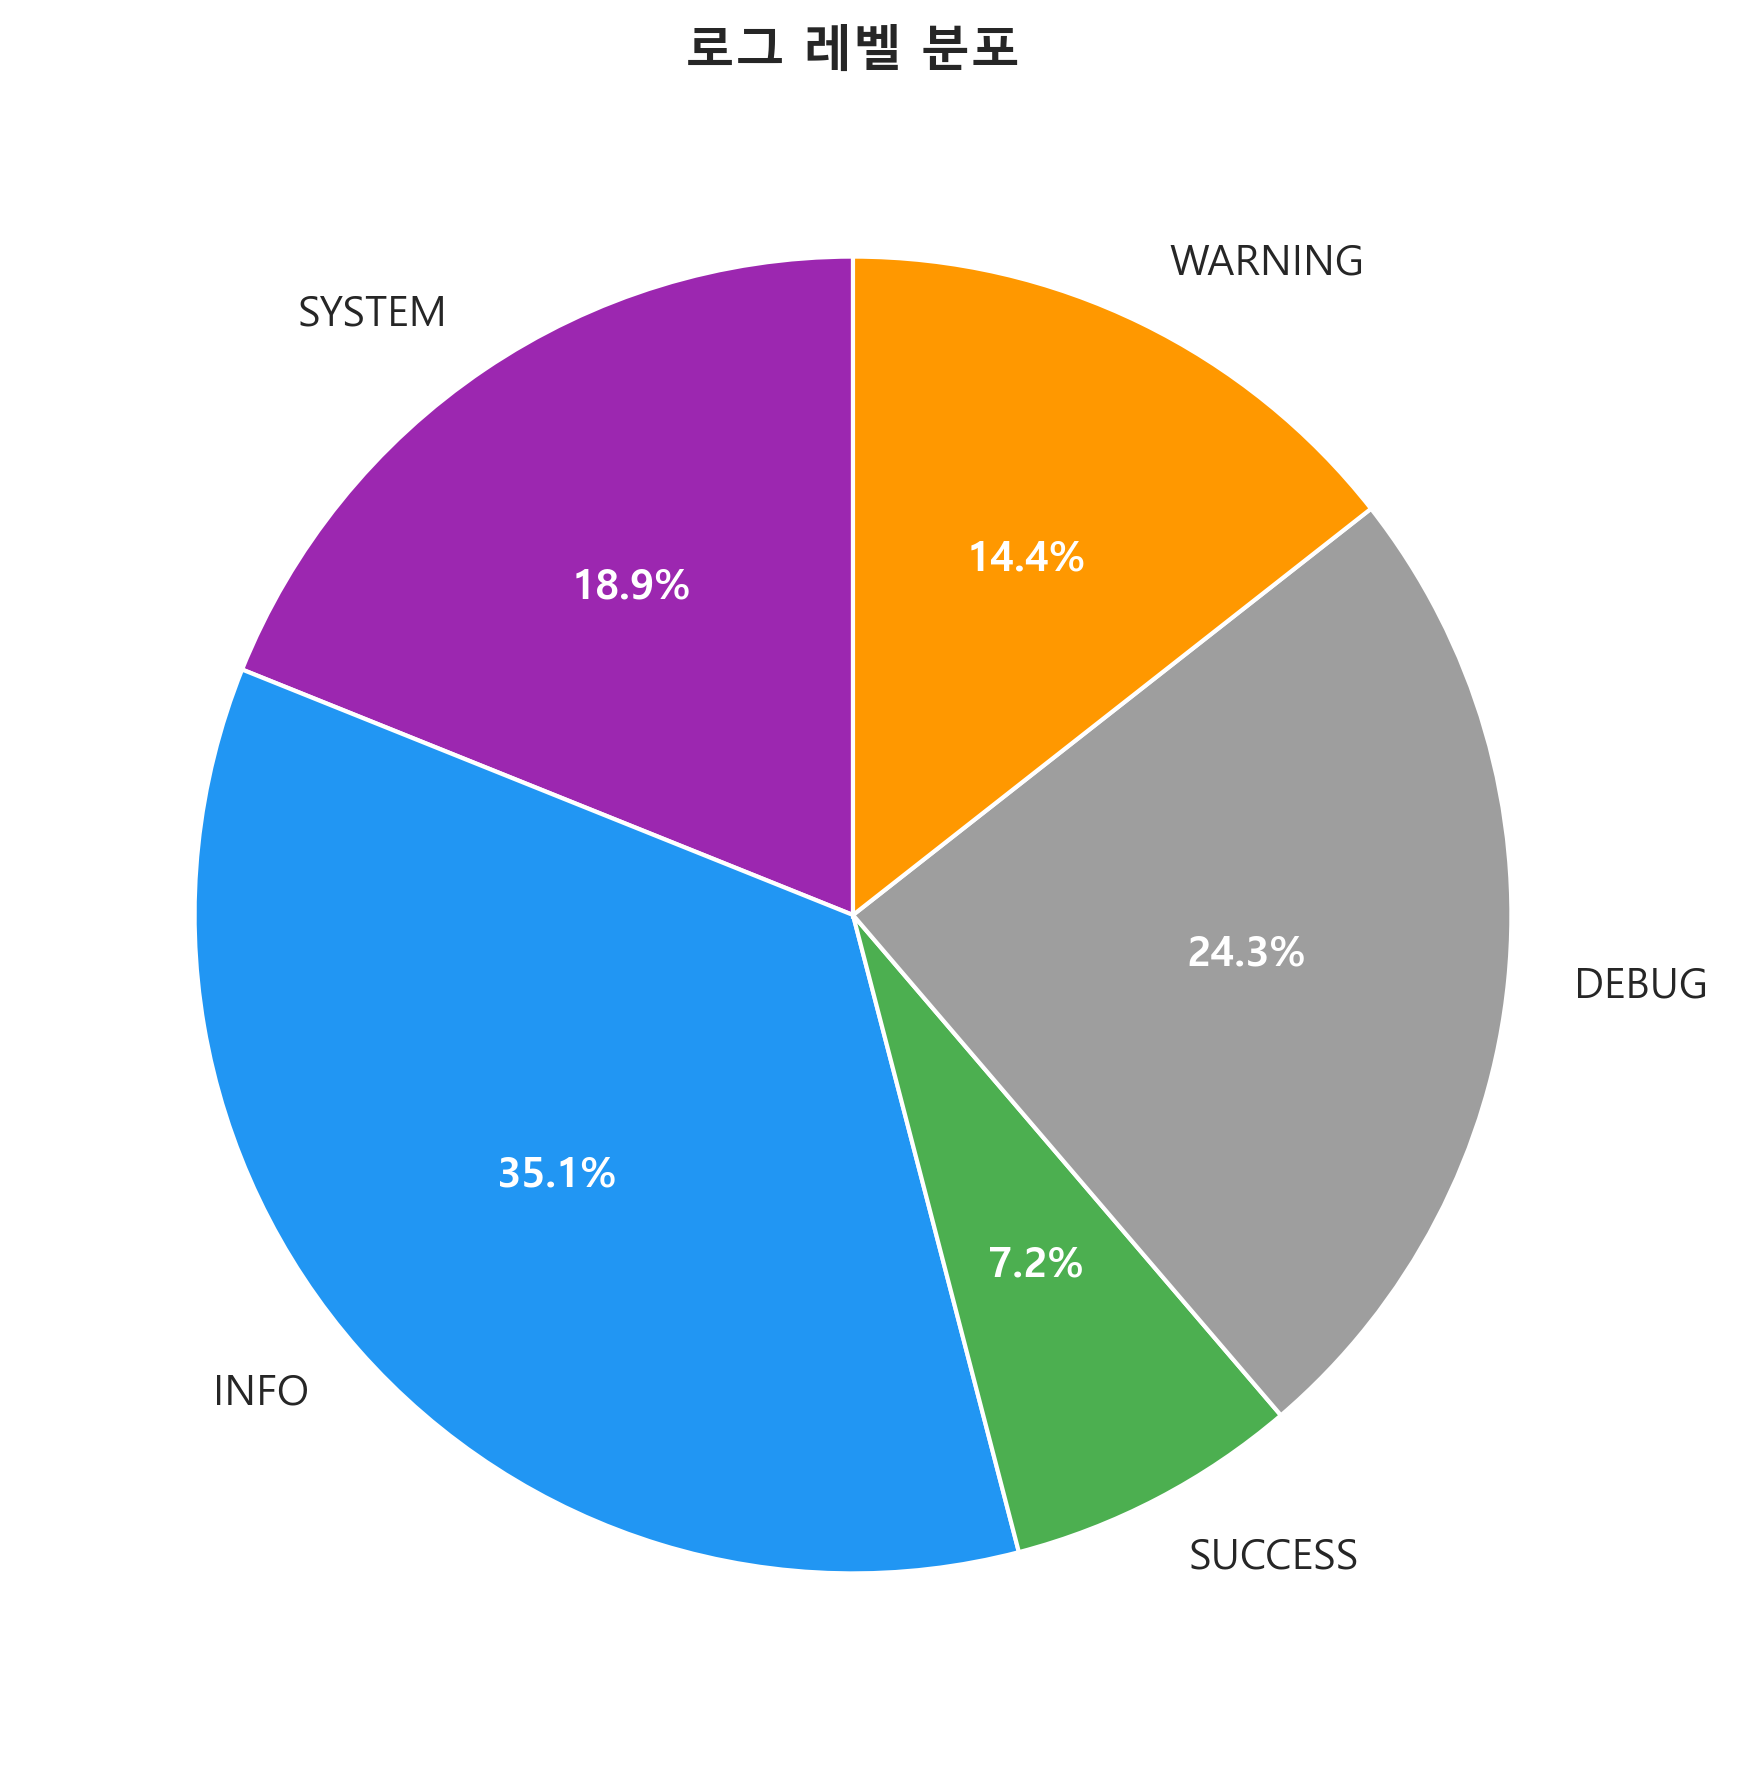 로그 레벨 분포
WARNING
SYSTEM
14.4%
18.9%
24.3%
DEBUG
35.1%
7.2%
INFO
SUCCESS